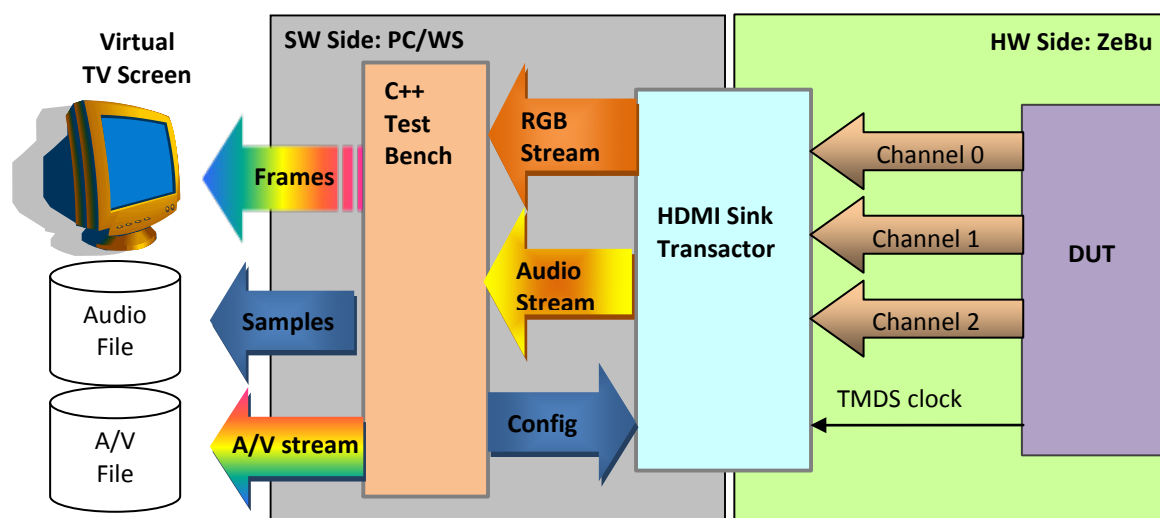 Virtual
TV Screen
SW Side: PC/WS
HW Side: ZeBu
C++
Test
Bench
RGB
Stream
Frames
Channel 0
HDMI Sink
Transactor
Channel 1
DUT
Audio
Stream
Audio
File
Samples
Channel 2
TMDS clock
Config
A/V stream
A/V
File